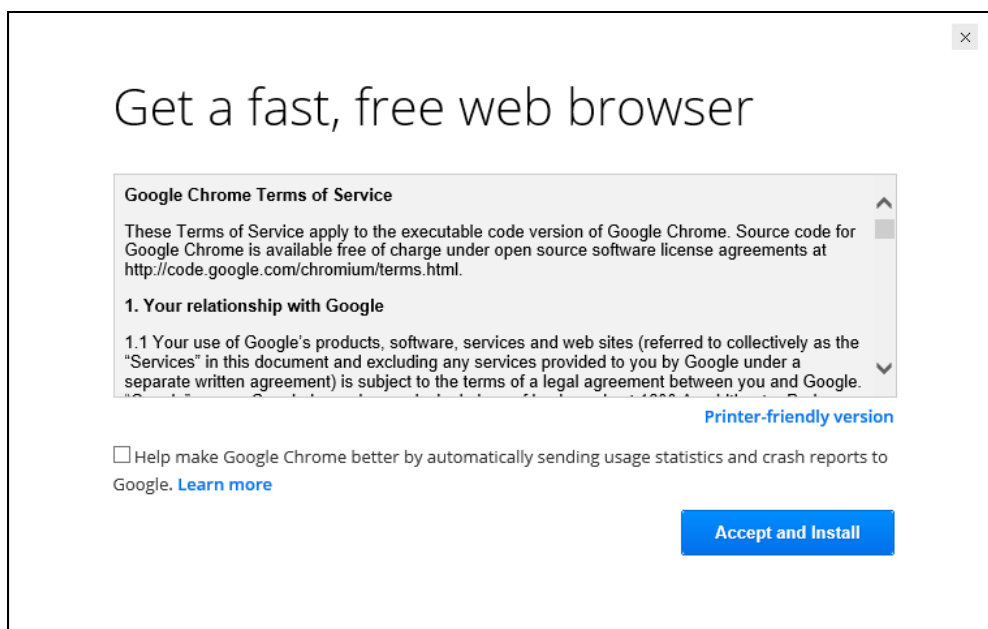 Get a fast, free web browser
Google Chrome Terms of Service
These Terms of Service apply to the executable code version of Google Chrome. Source code for
Google Chrome is available free of charge under open source software license agreements at
http://code.google.com/chromium/terms.html.
1. Your relationship with Google
1.1 Your use of Google’s products, software, services and web sites (referred to collectively as the
“Services” in this document and excluding any services provided to you by Google under a
separate written agreement) is subject to the terms of a legal agreement between you and Google.
Printer-friendly version
Help make Google Chrome better by automatically sending usage statistics and crash reports to
Google. Learn more
Accept and Install